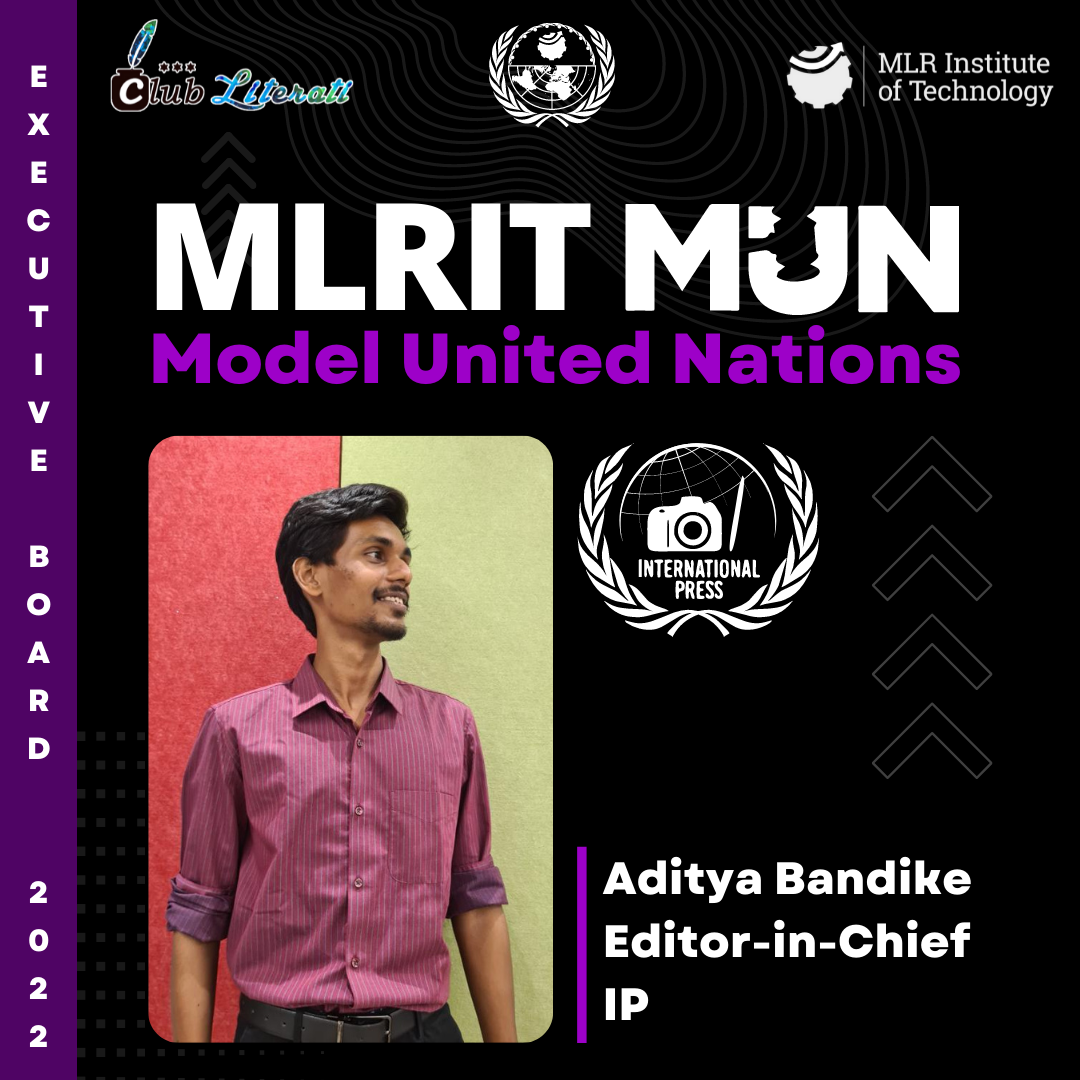 EXECUTIVE BOARD 2022
Club Literati
MLR Institute
of Technology
MLRIT MUN
Model United Nations
INTERNATIONAL
PRESS
Aditya Bandike
Editor-in-Chief
IP